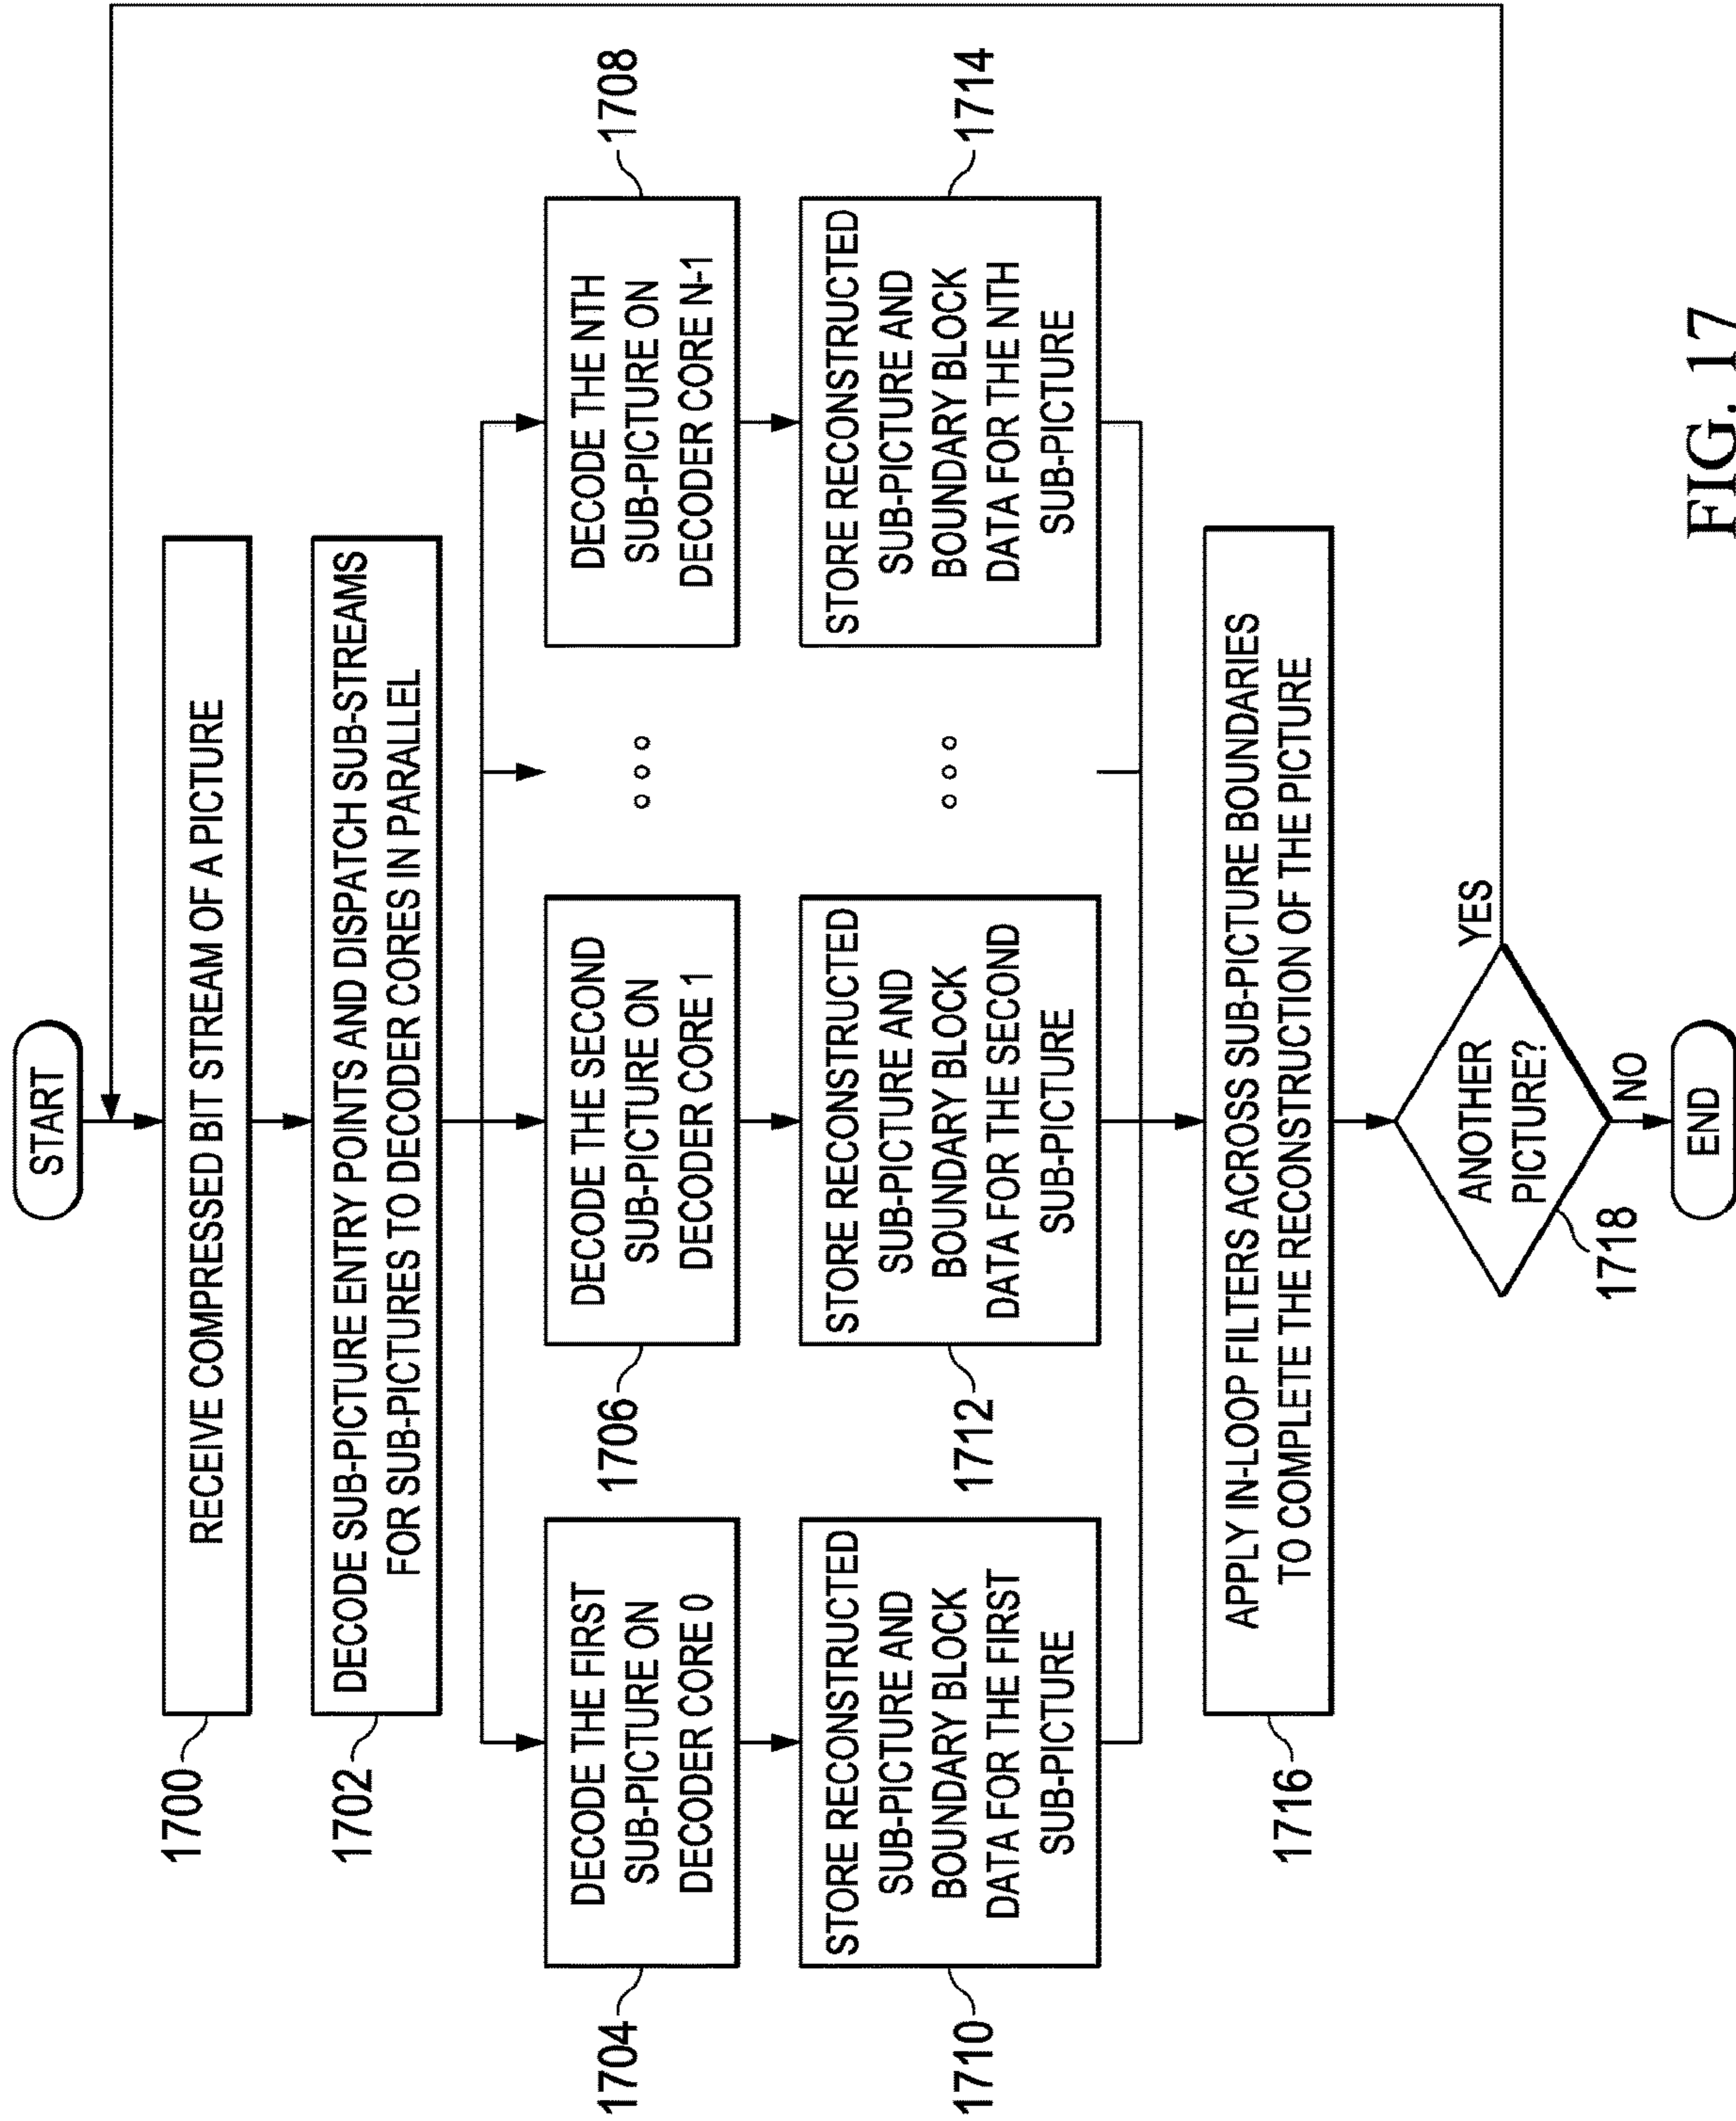 START
RECEIVE COMPRESSED BIT STREAM OF A PICTURE
1700
DECODE SUB-PICTURE ENTRY POINTS AND DISPATCH SUB-STREAMS
FOR SUB-PICTURES TO DECODER CORES IN PARALLEL
1702
DECODE THE FIRST
SUB-PICTURE ON
DECODER CORE 0
1704
DECODE THE SECOND
SUB-PICTURE ON
DECODER CORE 1
1706
DECODE THE NTH
SUB-PICTURE ON
DECODER CORE N-1
1708
STORE RECONSTRUCTED
SUB-PICTURE AND
BOUNDARY BLOCK
DATA FOR THE FIRST
SUB-PICTURE
1710
STORE RECONSTRUCTED
SUB-PICTURE AND
BOUNDARY BLOCK
DATA FOR THE SECOND
SUB-PICTURE
1712
STORE RECONSTRUCTED
SUB-PICTURE AND
BOUNDARY BLOCK
DATA FOR THE NTH
SUB-PICTURE
1714
APPLY IN-LOOP FILTERS ACROSS SUB-PICTURE BOUNDARIES
TO COMPLETE THE RECONSTRUCTION OF THE PICTURE
1716
ANOTHER
PICTURE?
1718
YES
NO
END
FIG. 17